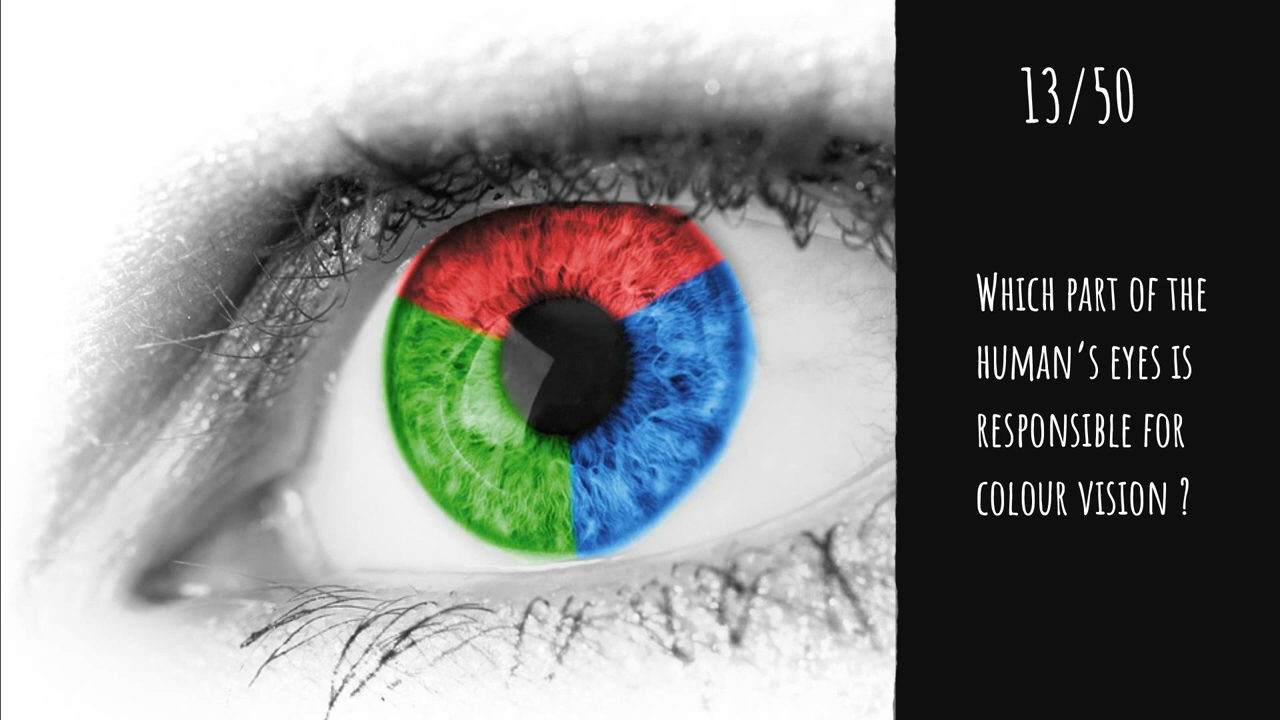 13/50
Which part of the
human's eyes is
responsible for
colour vision ?